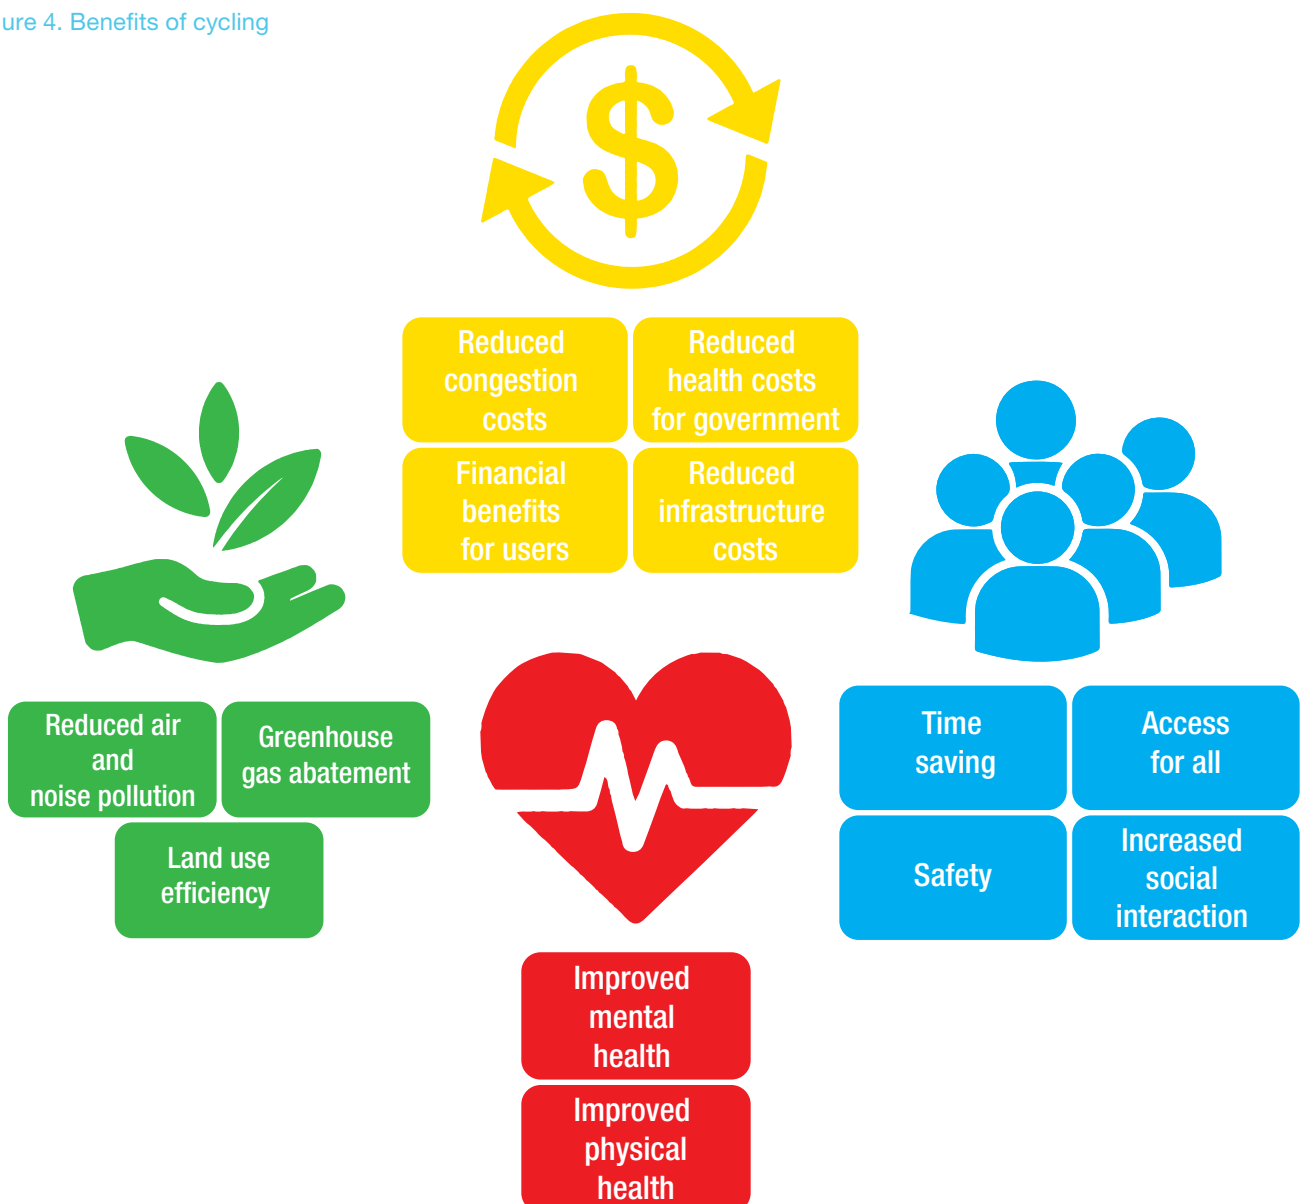 ure 4. Benefits of cycling
$
Reduced
congestion
costs
Reduced
health costs
for government
Financial
benefits
for users
Reduced
infrastructure
costs
Reduced air
and
noise pollution
Greenhouse
gas abatement
Land use
efficiency
Time
saving
Access
for all
Safety
Increased
social
interaction
Improved
mental
health
Improved
physical
health